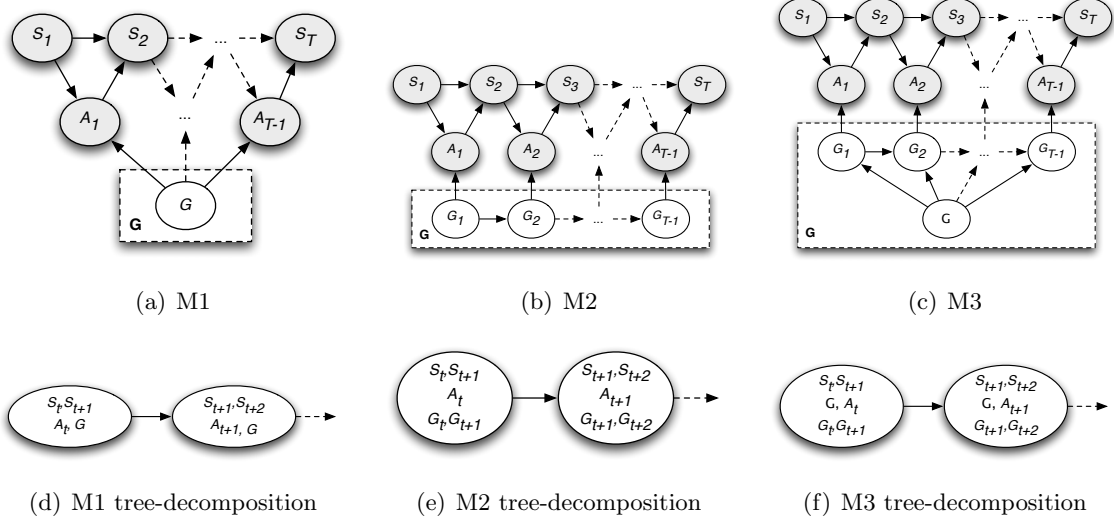 S1 S2 ... ST
A1 ... AT-1
G
G
(a) M1
S1 S2 S3 ... ST
A1 A2 ... AT-1
G1 G2 ... GT-1
G
(b) M2
S1 S2 S3 ... ST
A1 A2 ... AT-1
G1 G2 ... GT-1
G
G
(c) M3
St,St+1
At, G
St+1,St+2
At+1, G
(d) M1 tree-decomposition
St,St+1
At
Gt,Gt+1
St+1,St+2
At+1
Gt+1,Gt+2
(e) M2 tree-decomposition
St,St+1
G, At
Gt,Gt+1
St+1,St+2
G, At+1
Gt+1,Gt+2
(f) M3 tree-decomposition